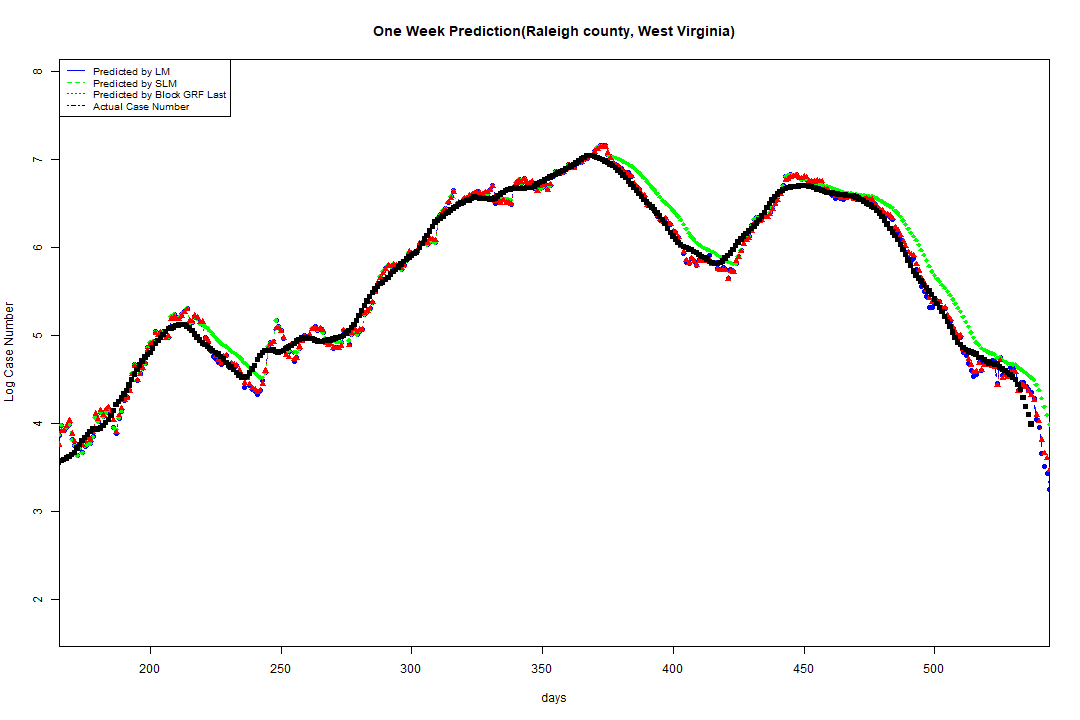 One Week Prediction(Raleigh county, West Virginia)
Predicted by LM
Predicted by SLM
Predicted by Block GRF Last
Actual Case Number
8
7
6
5
4
3
2
Log Case Number
200 250 300 350 400 450 500
days